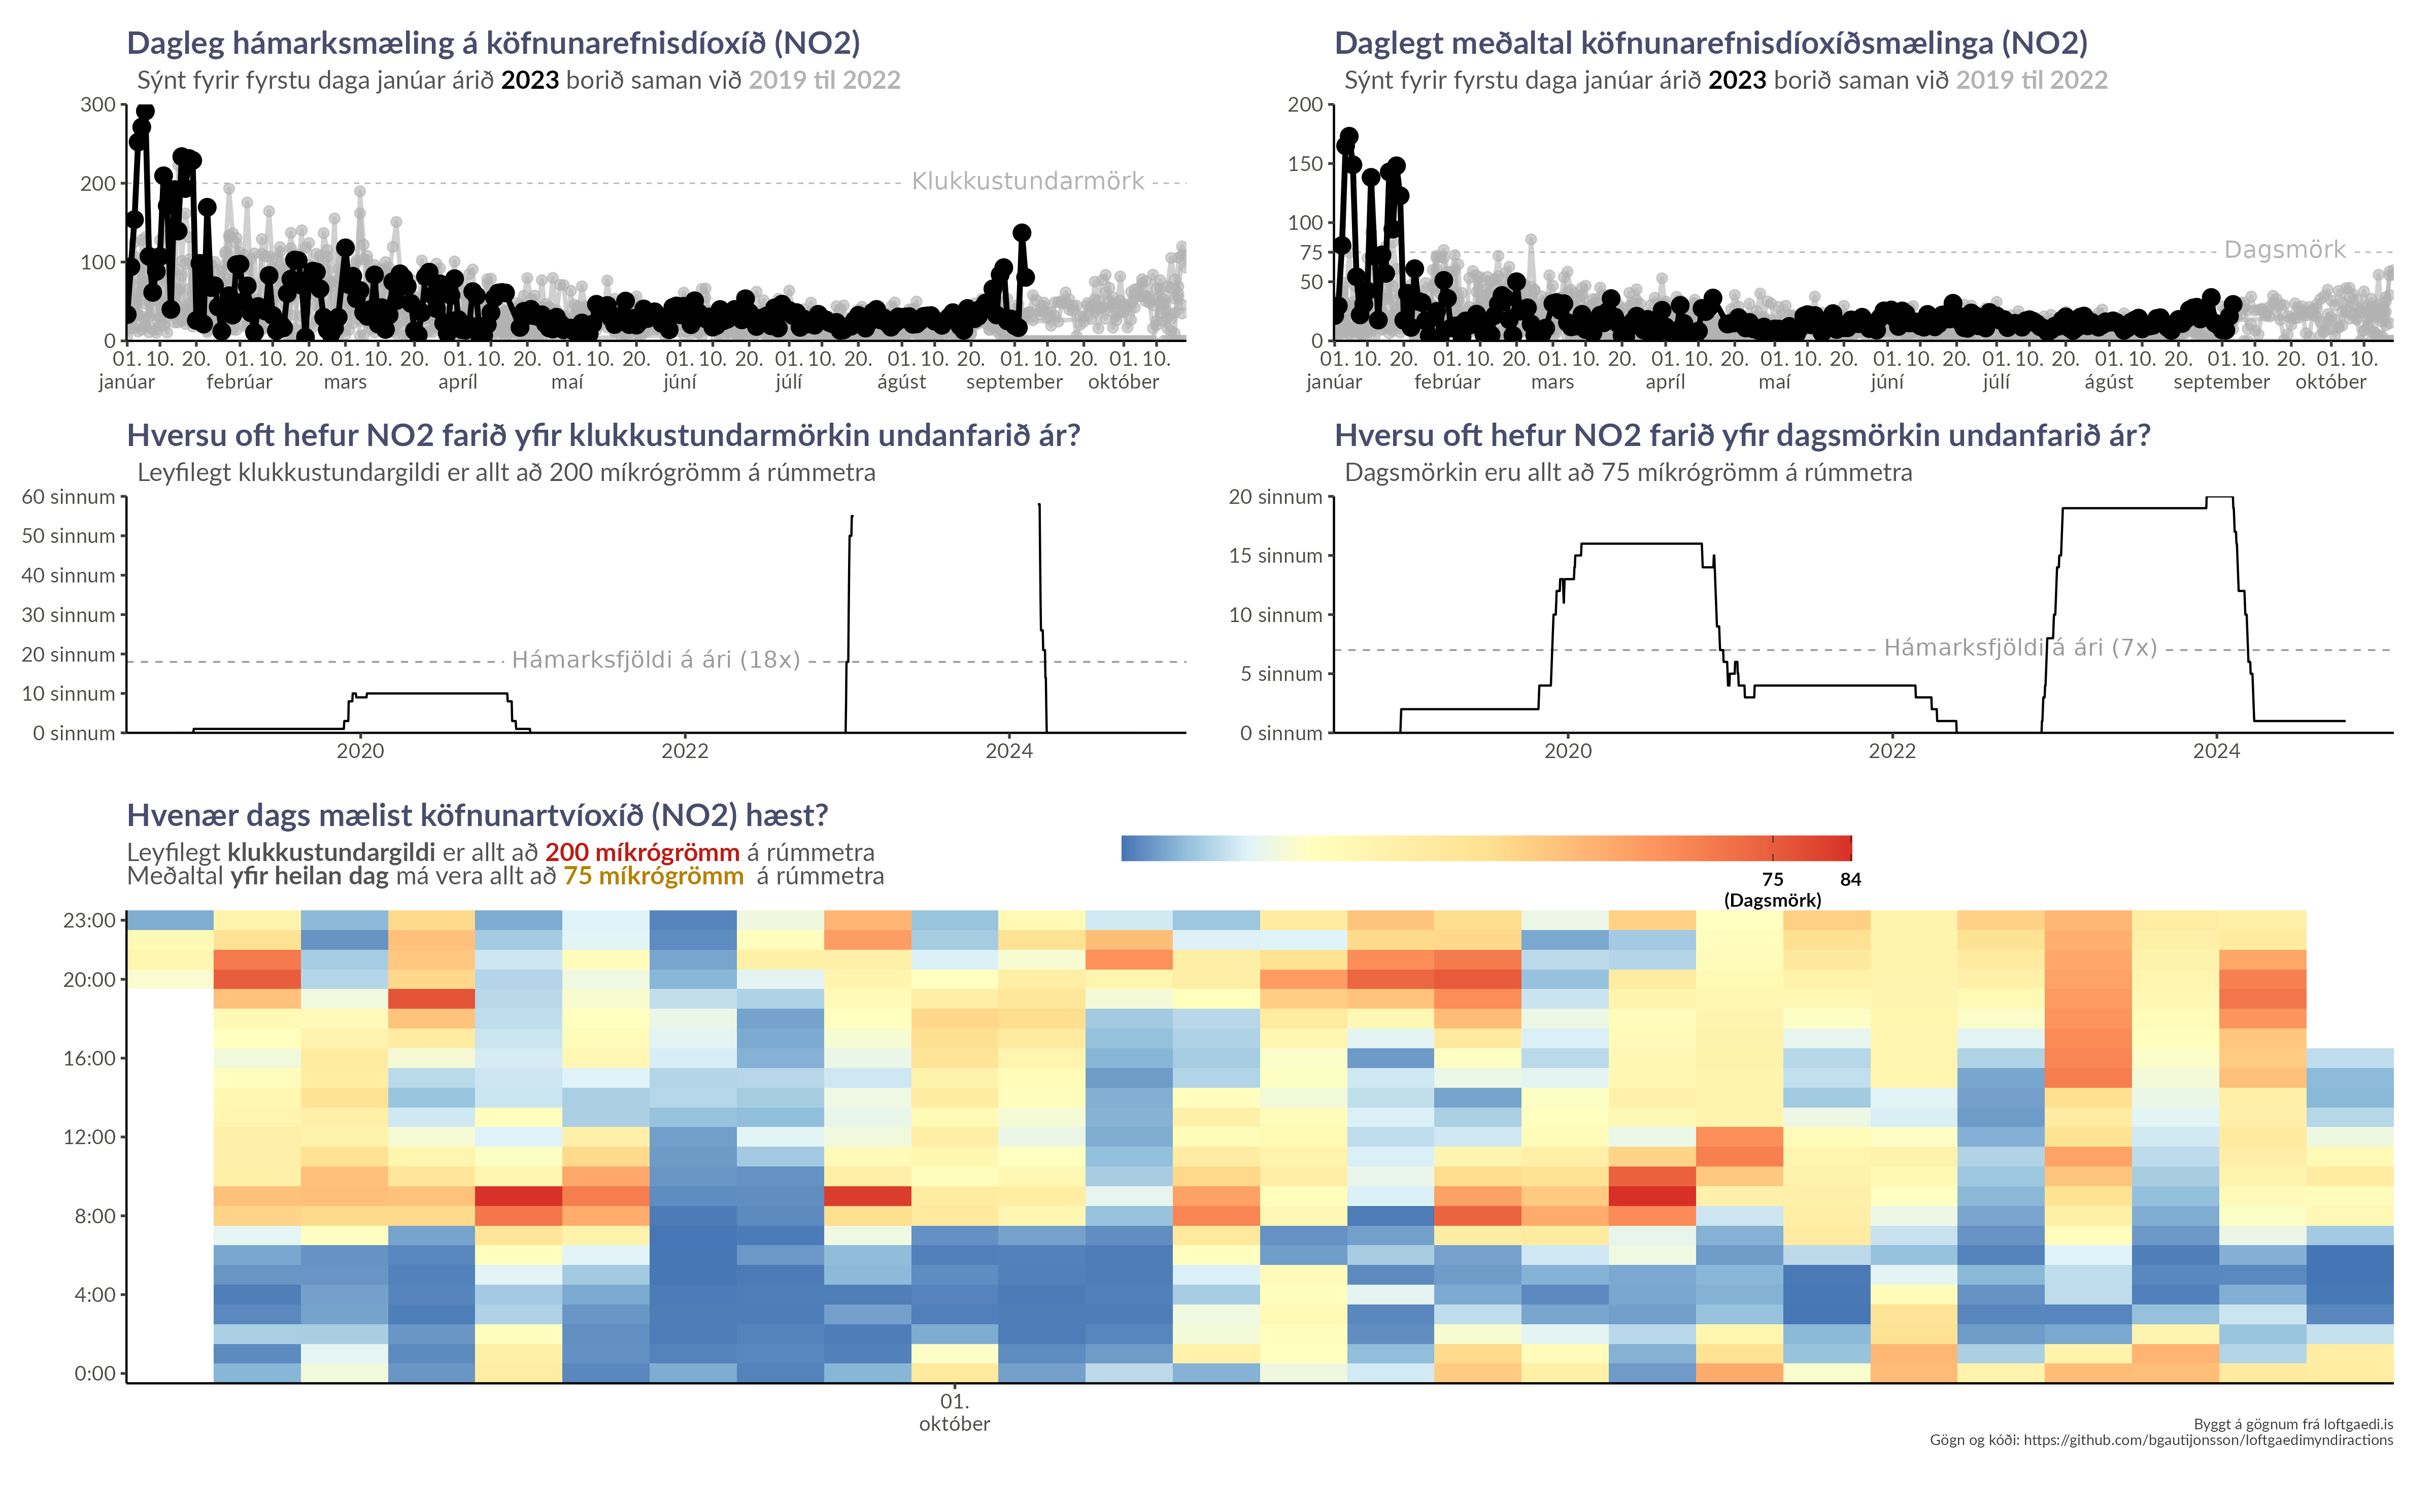 Dagleg hámarksmæling á köfnunarefnisdíoxíð (NO2)
Sýnt fyrir fyrstu daga janúar árið 2023 borið saman við 2019 til 2022
300
200
100
0
Klukkustundarmörk
01. 10. 20. 01. 10. 20. 01. 10. 20. 01. 10. 20. 01. 10. 20. 01. 10. 20. 01. 10. 20. 01. 10. 20. 01. 10. 20. 01. 10.
janúar febrúar mars apríl maí júní júlí ágúst september október
Daglegt meðaltal köfnunarefnisdíoxíðsmælinga (NO2)
Sýnt fyrir fyrstu daga janúar árið 2023 borið saman við 2019 til 2022
200
150
100
75
50
0
Dagsmörk
01. 10. 20. 01. 10. 20. 01. 10. 20. 01. 10. 20. 01. 10. 20. 01. 10. 20. 01. 10. 20. 01. 10. 20. 01. 10. 20. 01. 10.
janúar febrúar mars apríl maí júní júlí ágúst september október
Hversu oft hefur NO2 farið yfir klukkustundarmörkin undanfarið ár?
Leyfilegt klukkustundargildi er allt að 200 míkrógrömm á rúmmetra
60 sinnum
50 sinnum
40 sinnum
30 sinnum
20 sinnum
10 sinnum
0 sinnum
Hámarksfjöldi á ári (18x)
2020 2022 2024
Hversu oft hefur NO2 farið yfir dagsmörkin undanfarið ár?
Dagsmörkin eru allt að 75 míkrógrömm á rúmmetra
20 sinnum
15 sinnum
10 sinnum
5 sinnum
0 sinnum
Hámarksfjöldi á ári (7x)
2020 2022 2024
Hvenær dags mælist köfnunartvíoxíð (NO2) hæst?
Leyfilegt klukkustundargildi er allt að 200 míkrógrömm á rúmmetra
Meðaltal yfir heilan dag má vera allt að 75 míkrógrömm á rúmmetra
75 84
(Dagsmörk)
23:00
20:00
16:00
12:00
8:00
4:00
0:00
01.
október
Byggt á gögnum frá loftgaedi.is
Gögn og kóði: https://github.com/bgautijonsson/loftgaedimyndiractions